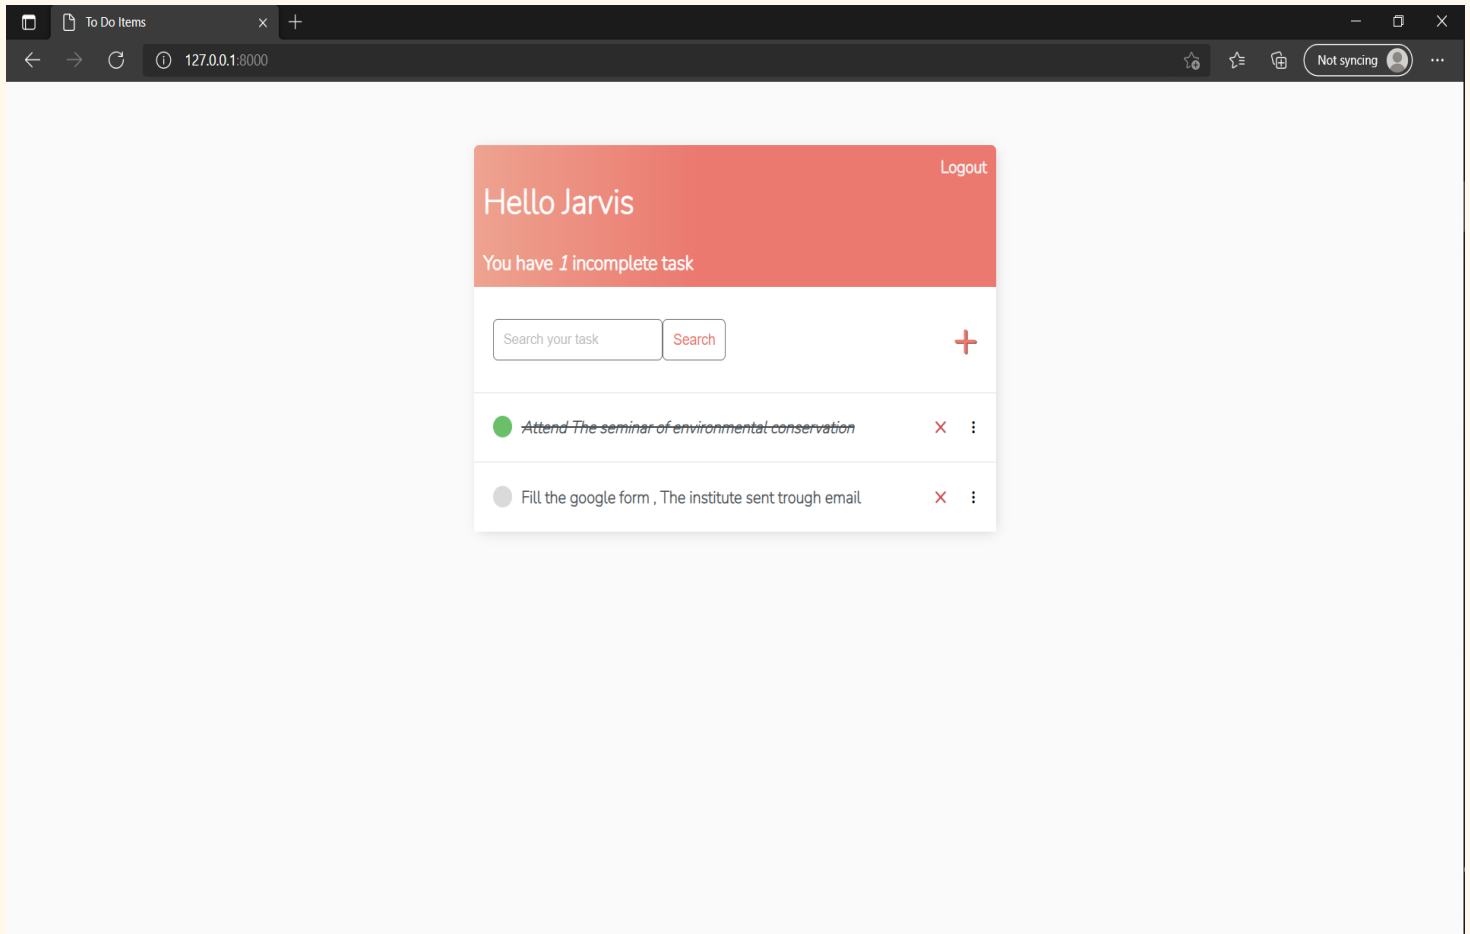 To Do Items
127.0.0.1:8000
Not syncing
Logout
Hello Jarvis
You have 1 incomplete task
Search your task
Search
Attend The seminar of environmental conservation
Fill the google form , The institute sent trough email